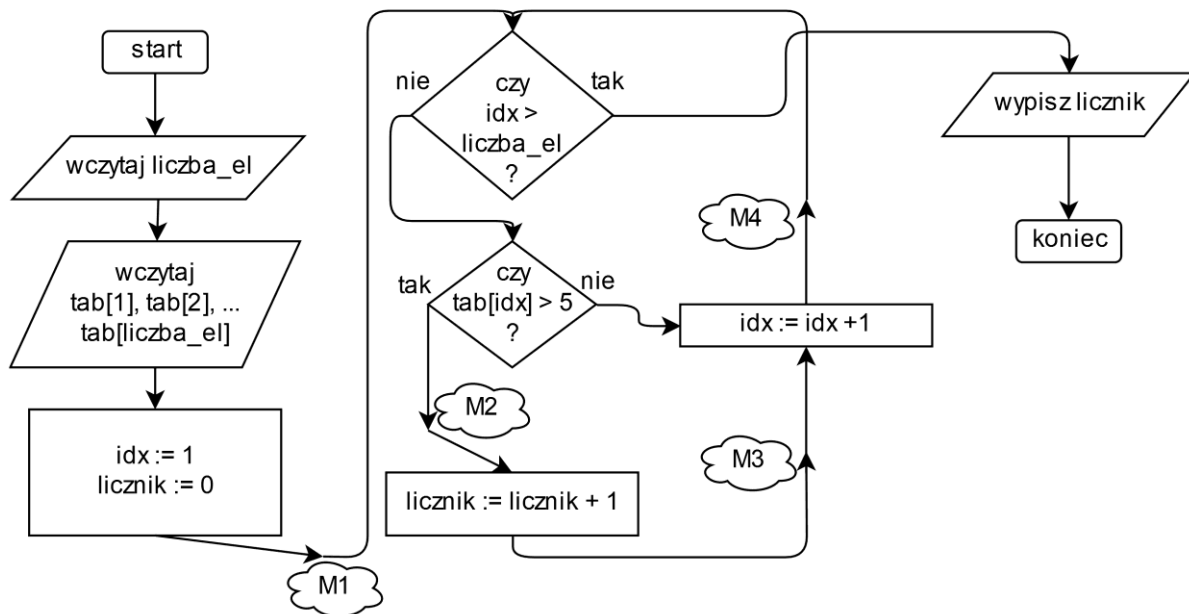 start
wczytaj liczba_el
wczytaj
tab[1], tab[2], ...
tab[liczba_el]
idx := 1
licznik := 0
M1
nie
tak
czy
idx >
liczba_el
?
tak
nie
czy
tab[idx] > 5
?
M2
licznik := licznik + 1
M3
idx := idx +1
M4
wypisz licznik
koniec